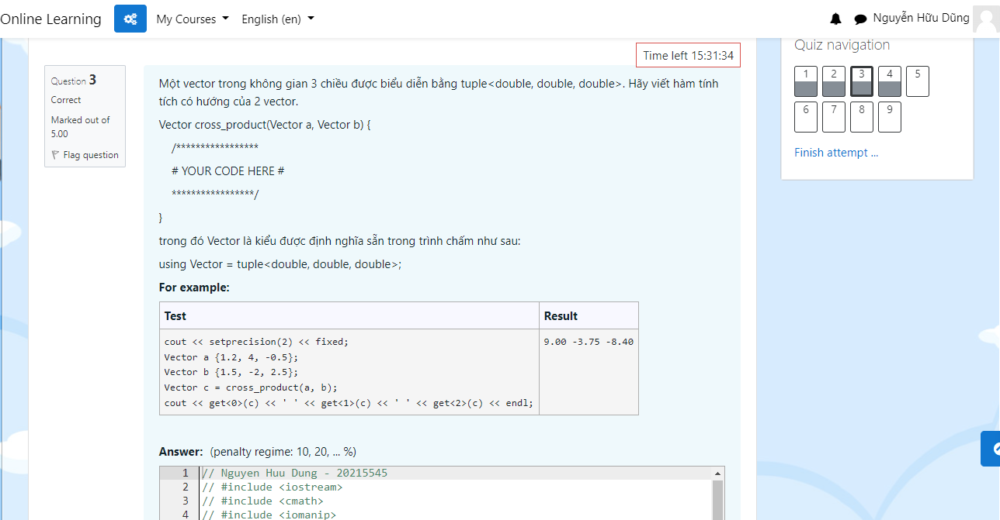 Online Learning My Courses English (en) Nguyễn Hữu Dũng
Time left 15:31:34
Question 3
Correct
Marked out of
5.00
Flag question
Một vector trong không gian 3 chiều được biểu diễn bằng tuple<double, double, double>. Hãy viết hàm tính
tích có hướng của 2 vector.
Vector cross_product(Vector a, Vector b) {
/*****************
# YOUR CODE HERE #
*****************/
}
trong đó Vector là kiểu được định nghĩa sẵn trong trình chấm như sau:
using Vector = tuple<double, double, double>;
For example:
Test Result
cout << setprecision(2) << fixed; 9.00 -3.75 -8.40
Vector a {1.2, 4, -0.5};
Vector b {1.5, -2, 2.5};
Vector c = cross_product(a, b);
cout << get<0>(c) << ' ' << get<1>(c) << ' ' << get<2>(c) << endl;
Answer: (penalty regime: 10, 20, ... %)
1 // Nguyen Huu Dung - 20215545
2 // #include <iostream>
3 // #include <cmath>
4 // #include <iomanip>
Quiz navigation
1 2 3 4 5
6 7 8 9
Finish attempt ...